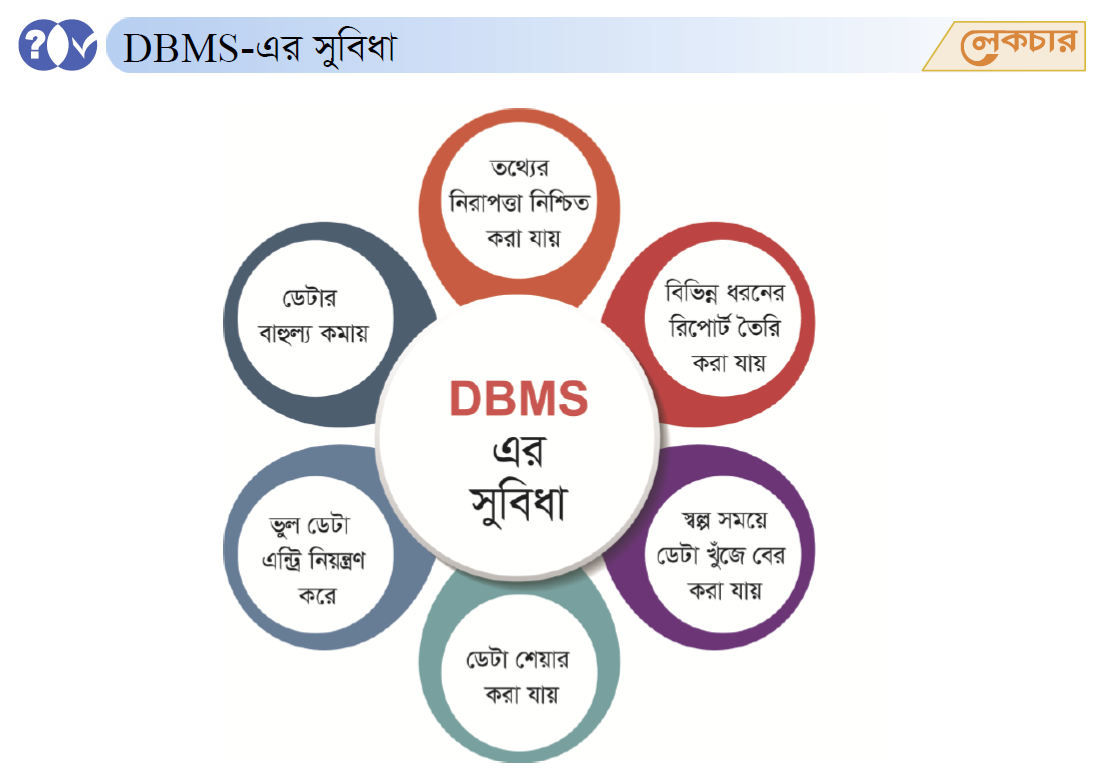 ?
DBMS-এর সুবিধা
লেকচার
তথ্যের
নিরাপত্তা নিশ্চিত
করা যায়
বিভিন্ন ধরনের
রিপোর্ট তৈরি
করা যায়
স্বল্প সময়ে
ডেটা খুঁজে বের
করা যায়
ডেটা শেয়ার
করা যায়
ভুল ডেটা
এন্ট্রি নিয়ন্ত্রণ
করে
ডেটার
বাহুল্য কমায়
DBMS
এর
সুবিধা